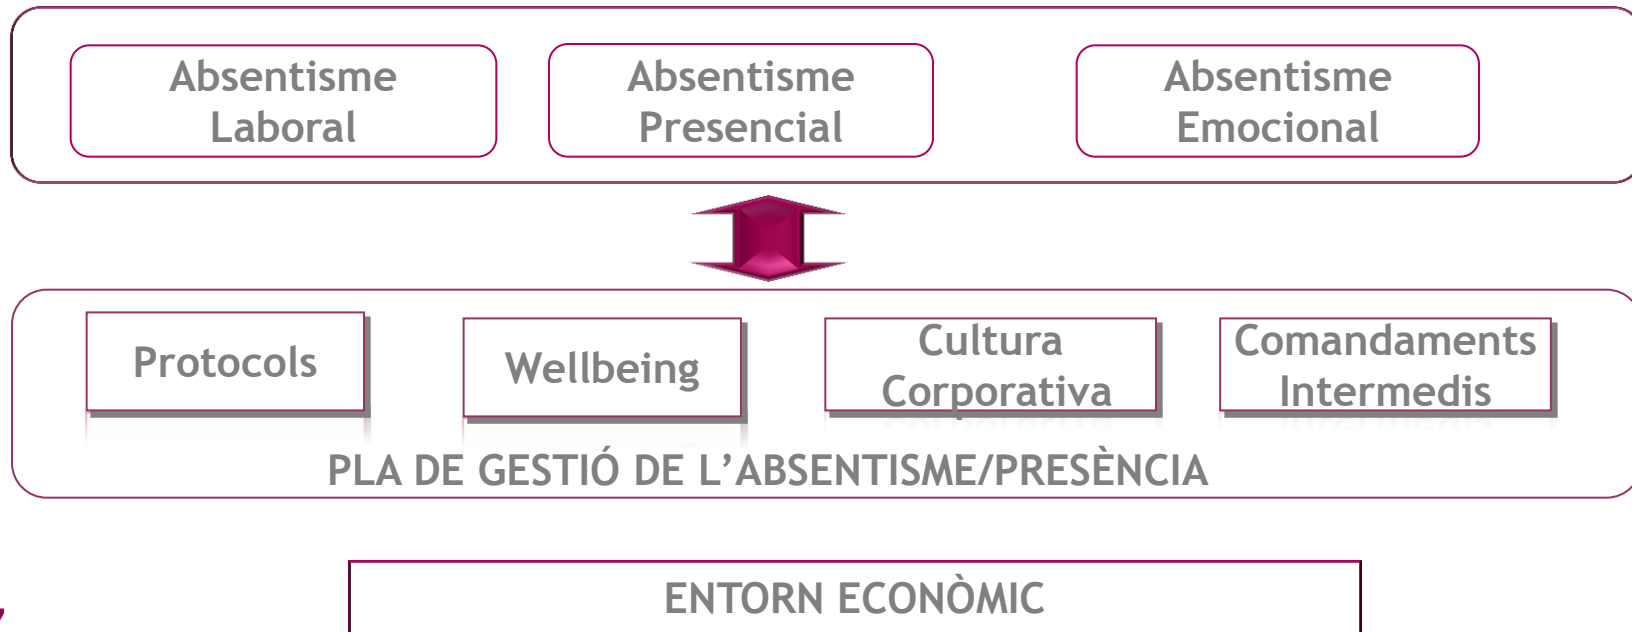 Absentisme
Laboral
Absentisme
Presencial
Absentisme
Emocional
Protocols
Wellbeing
Cultura
Corporativa
Comandaments
Intermedis
PLA DE GESTIÓ DE L’ABSENTISME/PRESÈNCIA
ENTORN ECONÒMIC